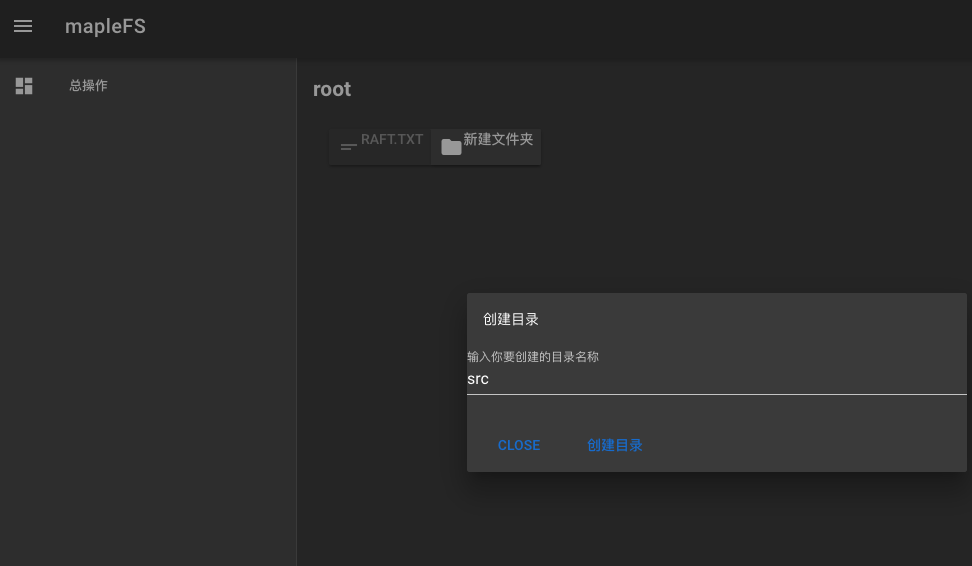 mapleFS
总操作
root
RAFT.TXT 新建文件夹
创建目录
输入你要创建的目录名称
src
CLOSE 创建目录